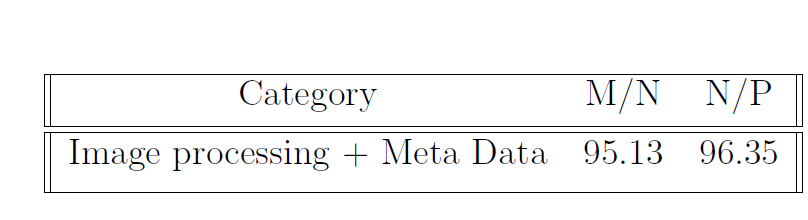 Category M/N N/P
Image processing + Meta Data 95.13 96.35